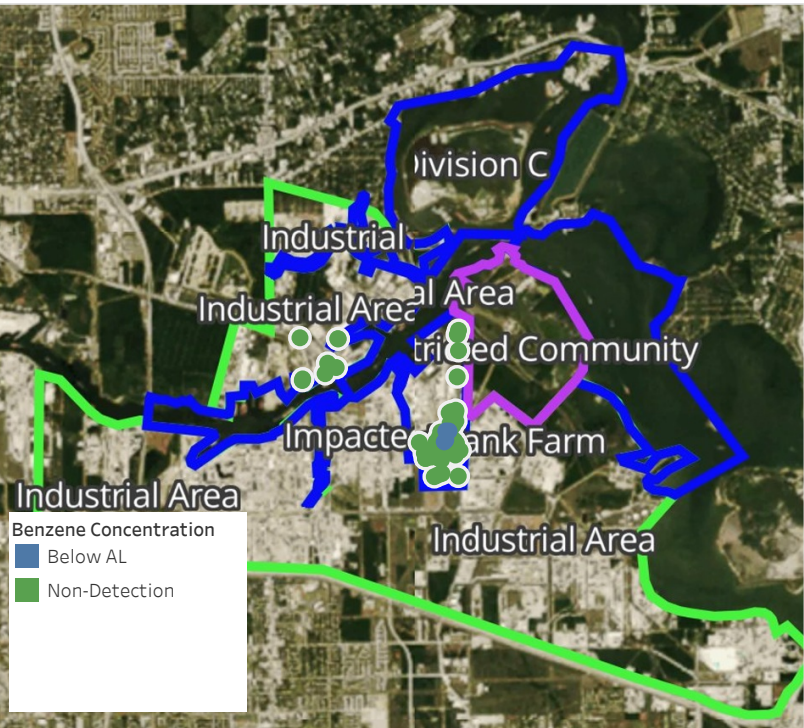 Division C
Industrial
al Area
Industrial Area
tricted Community
Impacte
ank Farm
Industrial Area
Industrial Area
Benzene Concentration
Below AL
Non-Detection